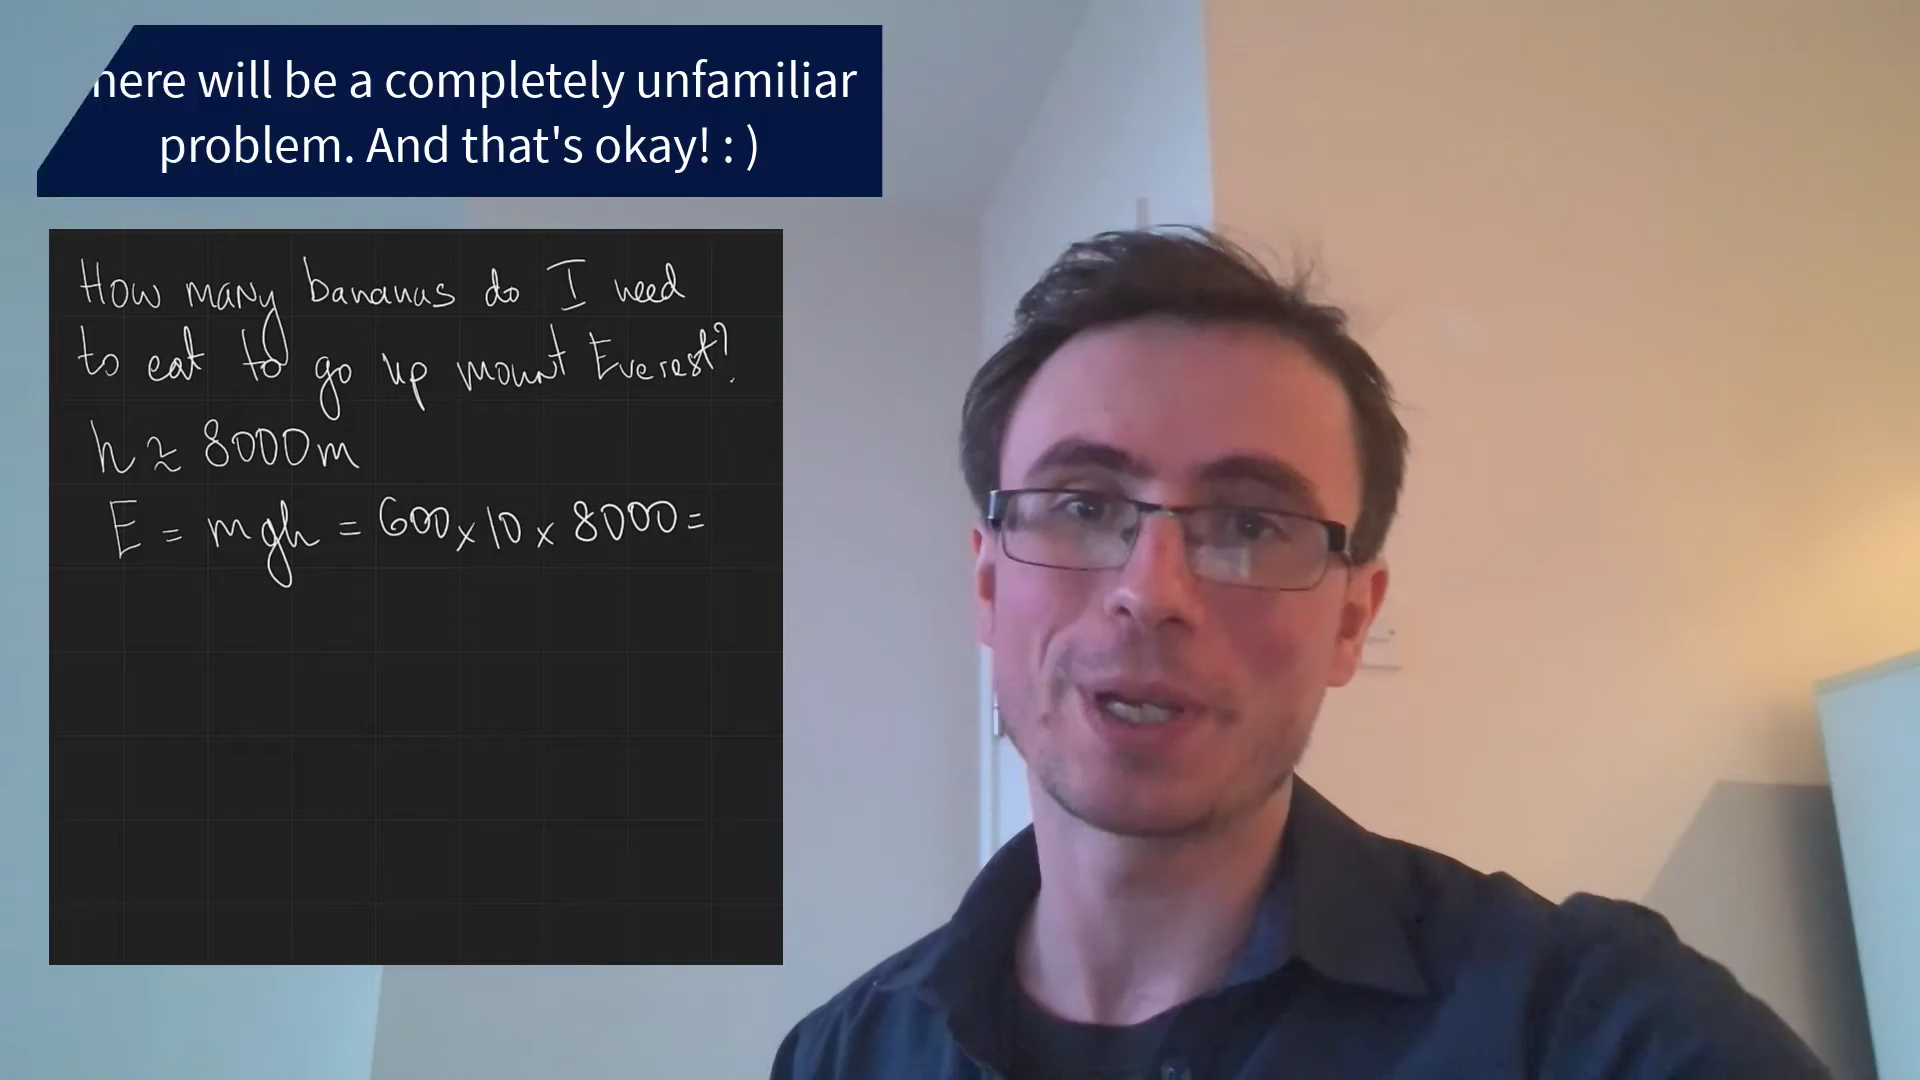 here will be a completely unfamiliar
problem. And that's okay! : )
How many bananas do I need
to eat to go up mount Everest?
h ≈ 8000m
E = mgh = 600 x 10 x 8000 =